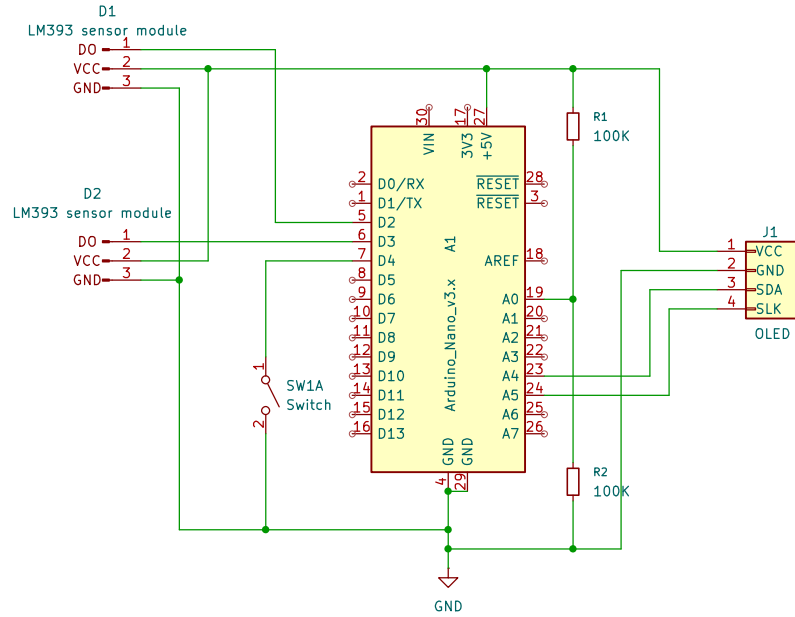 D1
LM393 sensor module
DO 1
VCC 2
GND 3
D2
LM393 sensor module
DO 1
VCC 2
GND 3
30 17 27
VIN 3V3 +5V
R1
100K
2 D0/RX RESET 28
1 D1/TX RESET 3
5 D2
6 D3
7 D4 AREF 18
8 D5
9 D6 A0 19
10 D7 A1 20
11 D8 A2 21
12 D9 A3 22
13 D10 A4 23
14 D11 A5 24
15 D12 A6 25
16 D13 A7 26
A1
Arduino_Nano_v3.x
GND GND
4 29
J1
1 VCC
2 GND
3 SDA
4 SLK
OLED
1
SW1A
Switch
2
R2
100K
GND